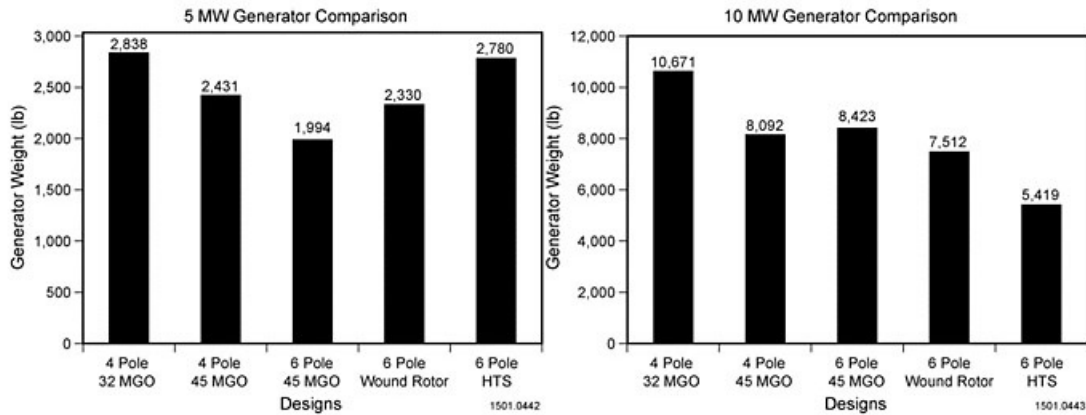 5 MW Generator Comparison
Generator Weight (lb)
3,000
2,500
2,000
1,500
1,000
500
0
2,838
2,431
1,994
2,330
2,780
4 Pole 4 Pole 6 Pole 6 Pole 6 Pole
32 MGO 45 MGO 45 MGO Wound Rotor HTS
Designs
1501.0442
10 MW Generator Comparison
Generator Weight (lb)
12,000
10,000
8,000
6,000
4,000
2,000
0
10,671
8,092
8,423
7,512
5,419
4 Pole 4 Pole 6 Pole 6 Pole 6 Pole
32 MGO 45 MGO 45 MGO Wound Rotor HTS
Designs
1501.0443